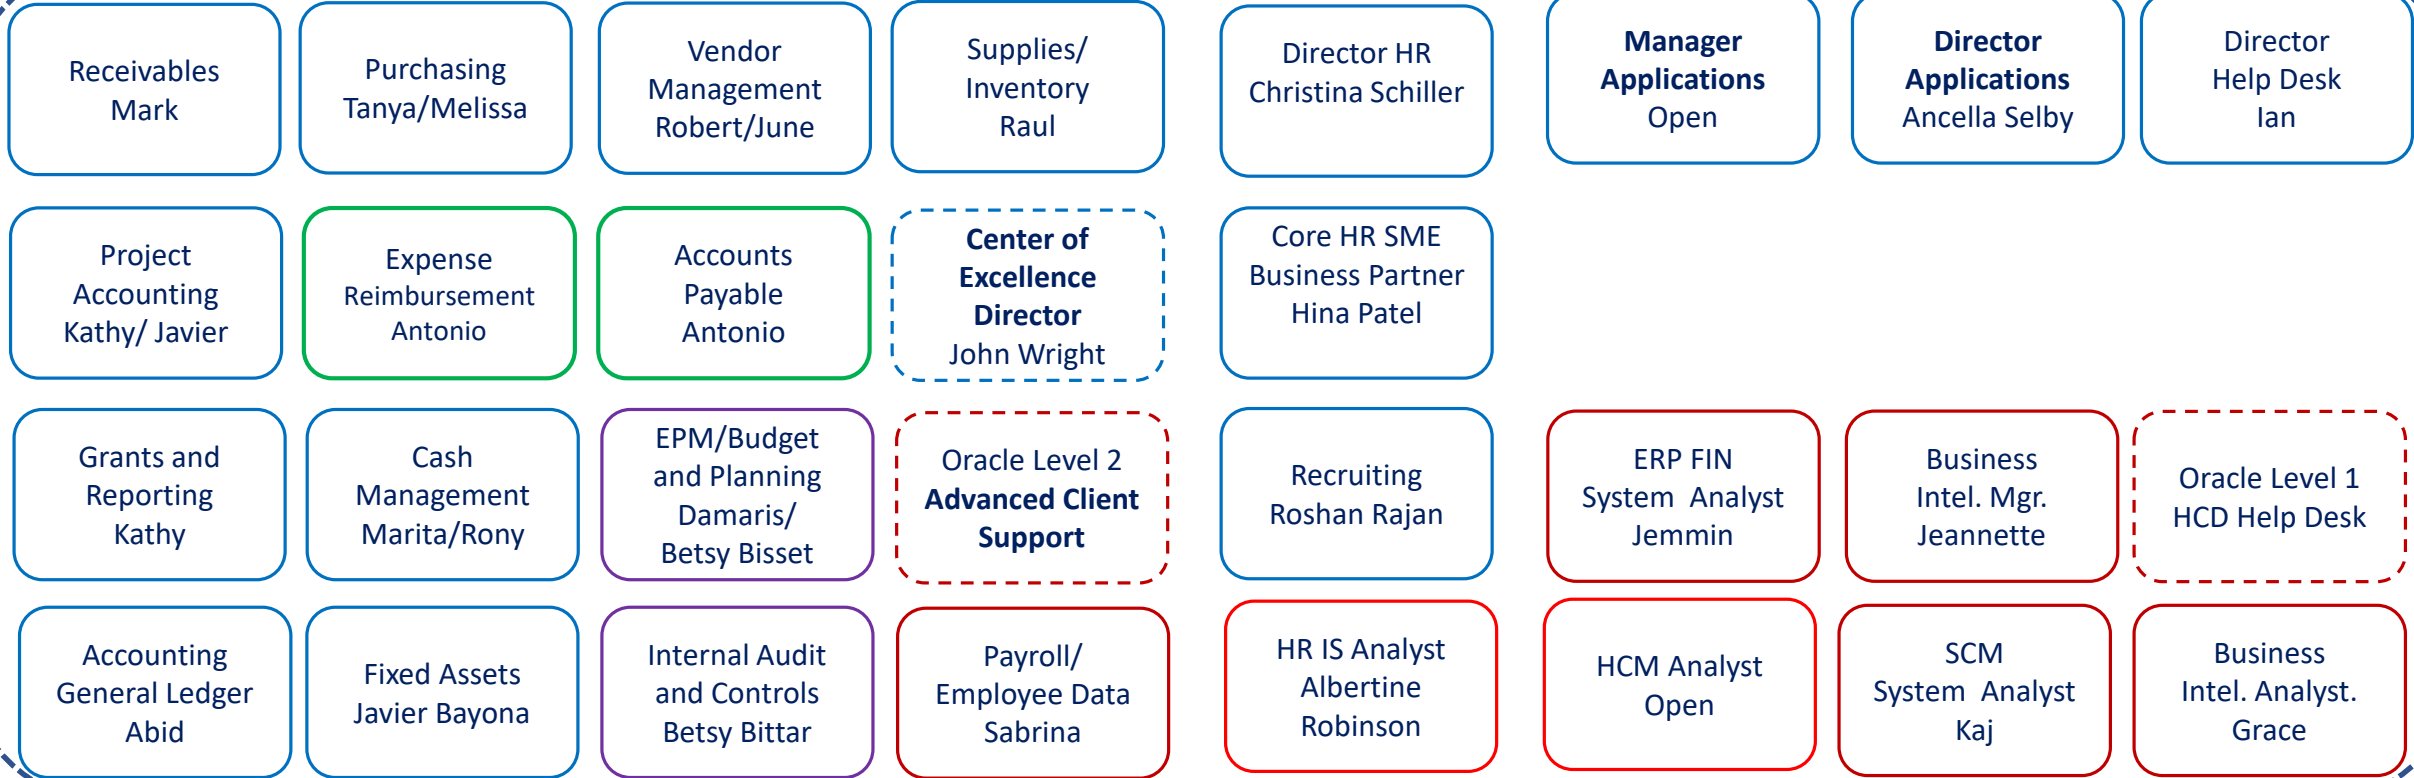 Receivables
Mark
Purchasing
Tanya/Melissa
Vendor
Management
Robert/June
Supplies/
Inventory
Raul
Director HR
Christina Schiller
Manager
Applications
Open
Director
Applications
Ancella Selby
Director
Help Desk
Ian
Project
Accounting
Kathy/ Javier
Expense
Reimbursement
Antonio
Accounts
Payable
Antonio
Center of
Excellence
Director
John Wright
Core HR SME
Business Partner
Hina Patel
Grants and
Reporting
Kathy
Cash
Management
Marita/Rony
EPM/Budget
and Planning
Damaris/
Betsy Bisset
Oracle Level 2
Advanced Client
Support
Recruiting
Roshan Rajan
ERP FIN
System  Analyst
Jemmin
Business
Intel. Mgr.
Jeannette
Oracle Level 1
HCD Help Desk
Accounting
General Ledger
Abid
Fixed Assets
Javier Bayona
Internal Audit
and Controls
Betsy Bittar
Payroll/
Employee Data
Sabrina
HR IS Analyst
Albertine
Robinson
HCM Analyst
Open
SCM
System  Analyst
Kaj
Business
Intel. Analyst.
Grace